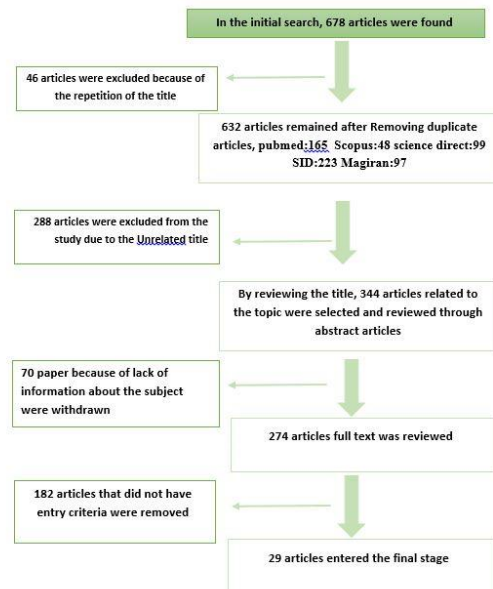 In the initial search, 678 articles were found
46 articles were excluded because of
the repetition of the title
632 articles remained after Removing duplicate
articles, pubmed:165 Scopus:48 science direct:99
SID:223 Magiran:97
288 articles were excluded from the
study due to the Unrelated title
By reviewing the title, 344 articles related to
the topic were selected and reviewed through
abstract articles
70 paper because of lack of
information about the subject
were withdrawn
274 articles full text was reviewed
182 articles that did not have
entry criteria were removed
29 articles entered the final stage